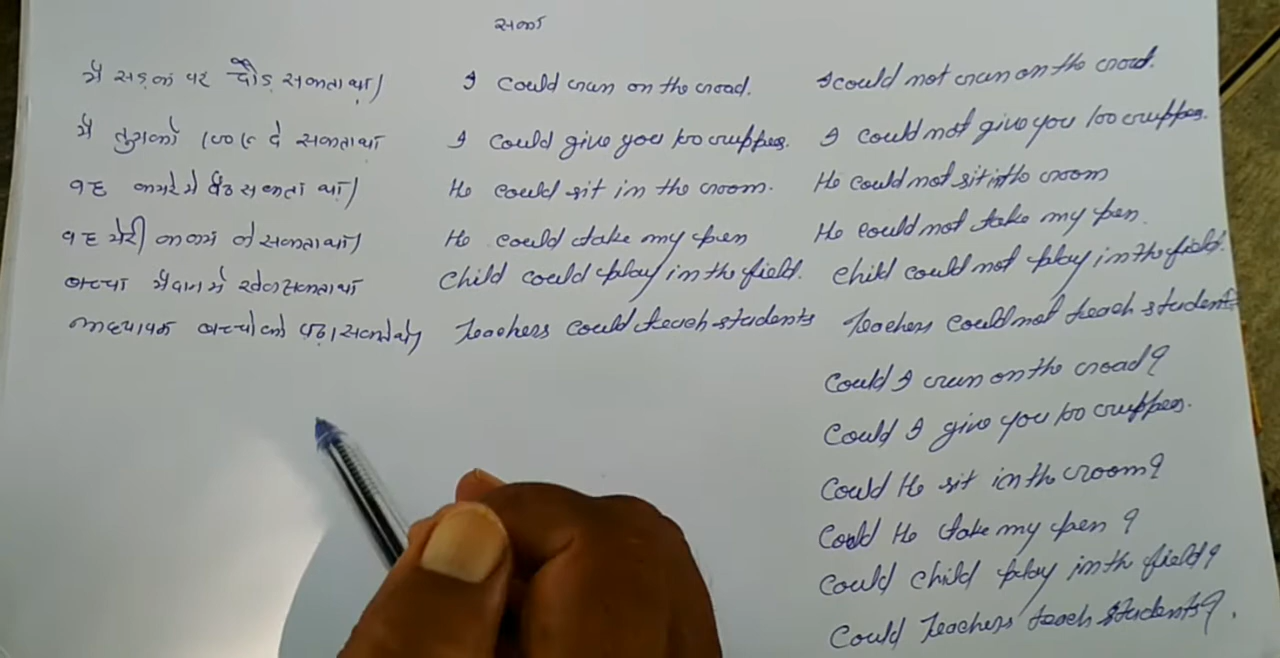 सका
मैं सड़क पर दौड़ सकता था। I could run on the road. I could not run on the road.
मैं तुमको 100 रु दे सकता था I could give you 100 ruppes. I could not give you 100 ruppes.
वह कमरे में बैठ सकता था। He could sit in the room. He could not sit in the room
वह मेरी कलम ले सकता था। He could take my pen He could not take my pen.
बच्चा मैदान में खेल सकता था Child could play in the field. Child could not play in the field.
अध्यापक बच्चों को पढ़ा सकते थे। Teachers could teach students Teachers could not teach students
Could I run on the road?
Could I give you 100 ruppes.
Could He sit in the room?
Could He take my pen?
Could child play in the field?
Could Teachers teach students?